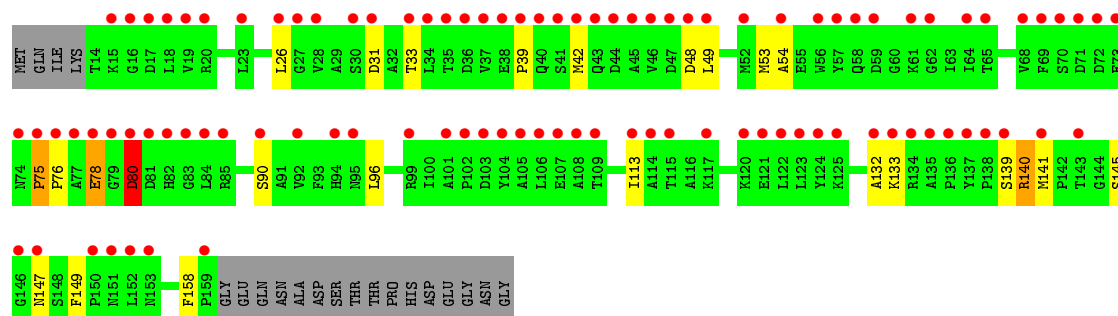 MET GLN ILE LYS T14 K15 G16 D17 L18 V19 R20 L23 L26 G27 V28 A29 S30 D31 A32 T33 L34 T35 D36 V37 E38 P39 Q40 S41 M42 Q43 D44 A45 V46 D47 D48 L49 M52 M53 A54 E55 W56 Y57 Q58 D59 G60 K61 G62 I63 I64 T65 V68 F69 S70 D71 D72 E73
N74 P75 P76 A77 E78 G79 D80 D81 H82 G83 L84 R85 S90 A91 V92 F93 H94 N95 L96 R99 I100 A101 P102 D103 Y104 A105 L106 E107 A108 T109 I113 A114 T115 A116 K117 K120 E121 L122 L123 Y124 K125 A132 K133 R134 A135 P136 Y137 P138 S139 R140 M141 P142 T143 G144 S145
G146 N147 S148 F149 P150 N151 L152 N153 F158 P159 GLY GLU GLN ASN ALA ASP SER THR THR PRO HIS ASP GLU GLY ASN GLY